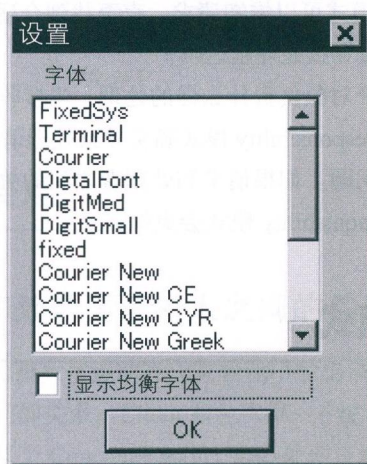 设置
字体
FixedSys
Terminal
Courier
DigtalFont
DigitMed
DigitSmall
fixed
Courier New
Courier New CE
Courier New CYR
Courier New Greek
显示均衡字体
OK